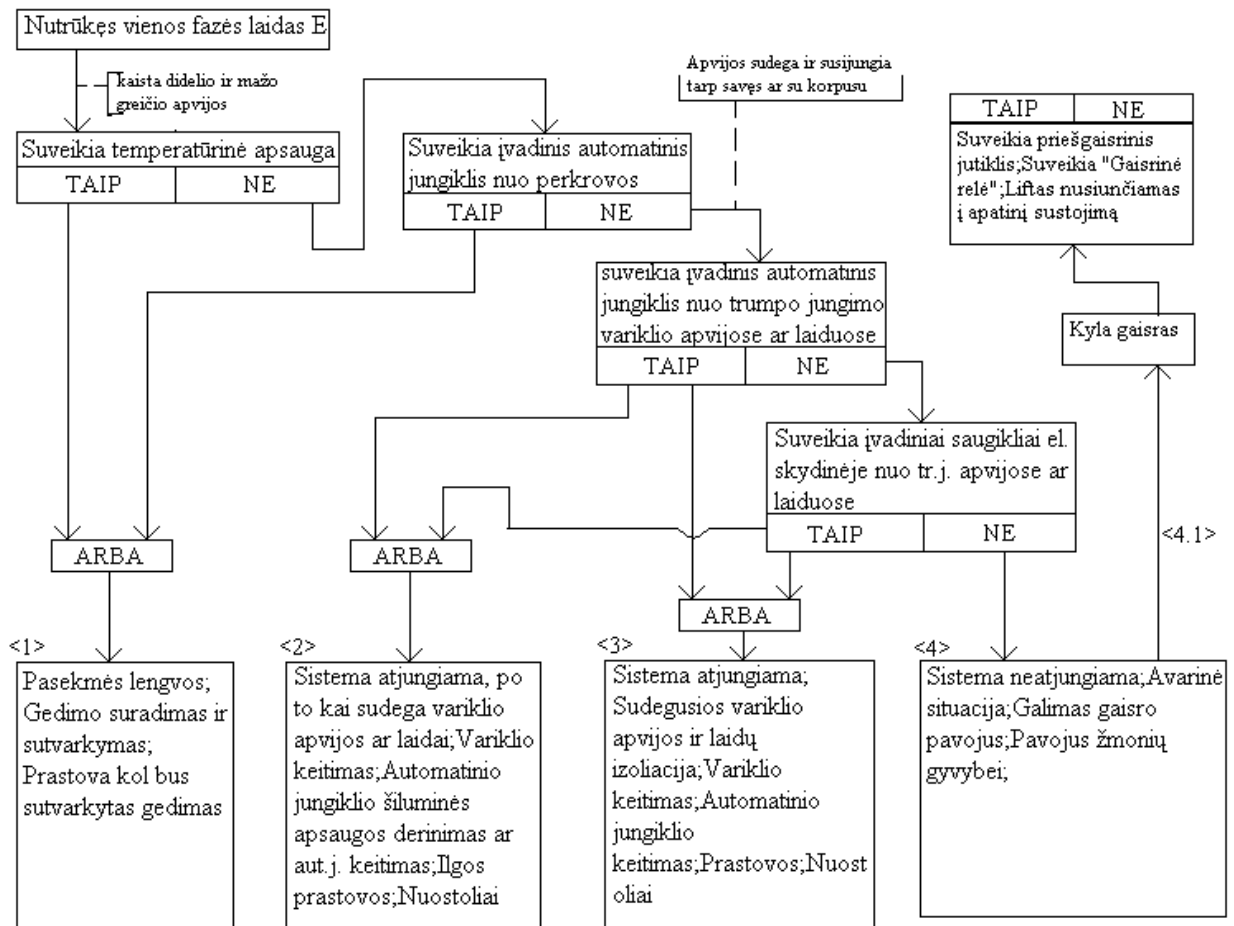 Nutrūkęs vienos fazės laidas E
kaista didelio ir mažo
greičio apvijos
Suveikia temperatūrinė apsauga
TAIP NE
Suveikia įvadinis automatinis
jungiklis nuo perkrovos
TAIP NE
Apvijos sudega ir susijungia
tarp savęs ar su korpusu
TAIP NE
Suveikia priešgaisrinis
jutiklis;Suveikia "Gaisrinė
relė";Liftas nusiunčiamas
į apatinį sustojimą
suveikia įvadinis automatinis
jungiklis nuo trumpo jungimo
variklio apvijose ar laiduose
TAIP NE
Kyla gaisras
Suveikia įvadiniai saugikliai el.
skydinėje nuo tr.j. apvijose ar
laiduose
TAIP NE
<4.1>
ARBA
ARBA
ARBA
<1>
Pasekmės lengvos;
Gedimo suradimas ir
sutvarkymas;
Prastova kol bus
sutvarkytas gedimas
<2>
Sistema atjungiama, po
to kai sudega variklio
apvijos ar laidai;Variklio
keitimas;Automatinio
jungiklio šiluminės
apsaugos derinimas ar
aut.j. keitimas;Ilgos
prastovos;Nuostoliai
<3>
Sistema atjungiama;
Sudegusios variklio
apvijos ir laidų
izoliacija;Variklio
keitimas;Automatinio
jungiklio
keitimas;Prastovos;Nuost
oliai
<4>
Sistema neatjungiama;Avarinė
situacija;Galimas gaisro
pavojus;Pavojus žmonių
gyvybei;